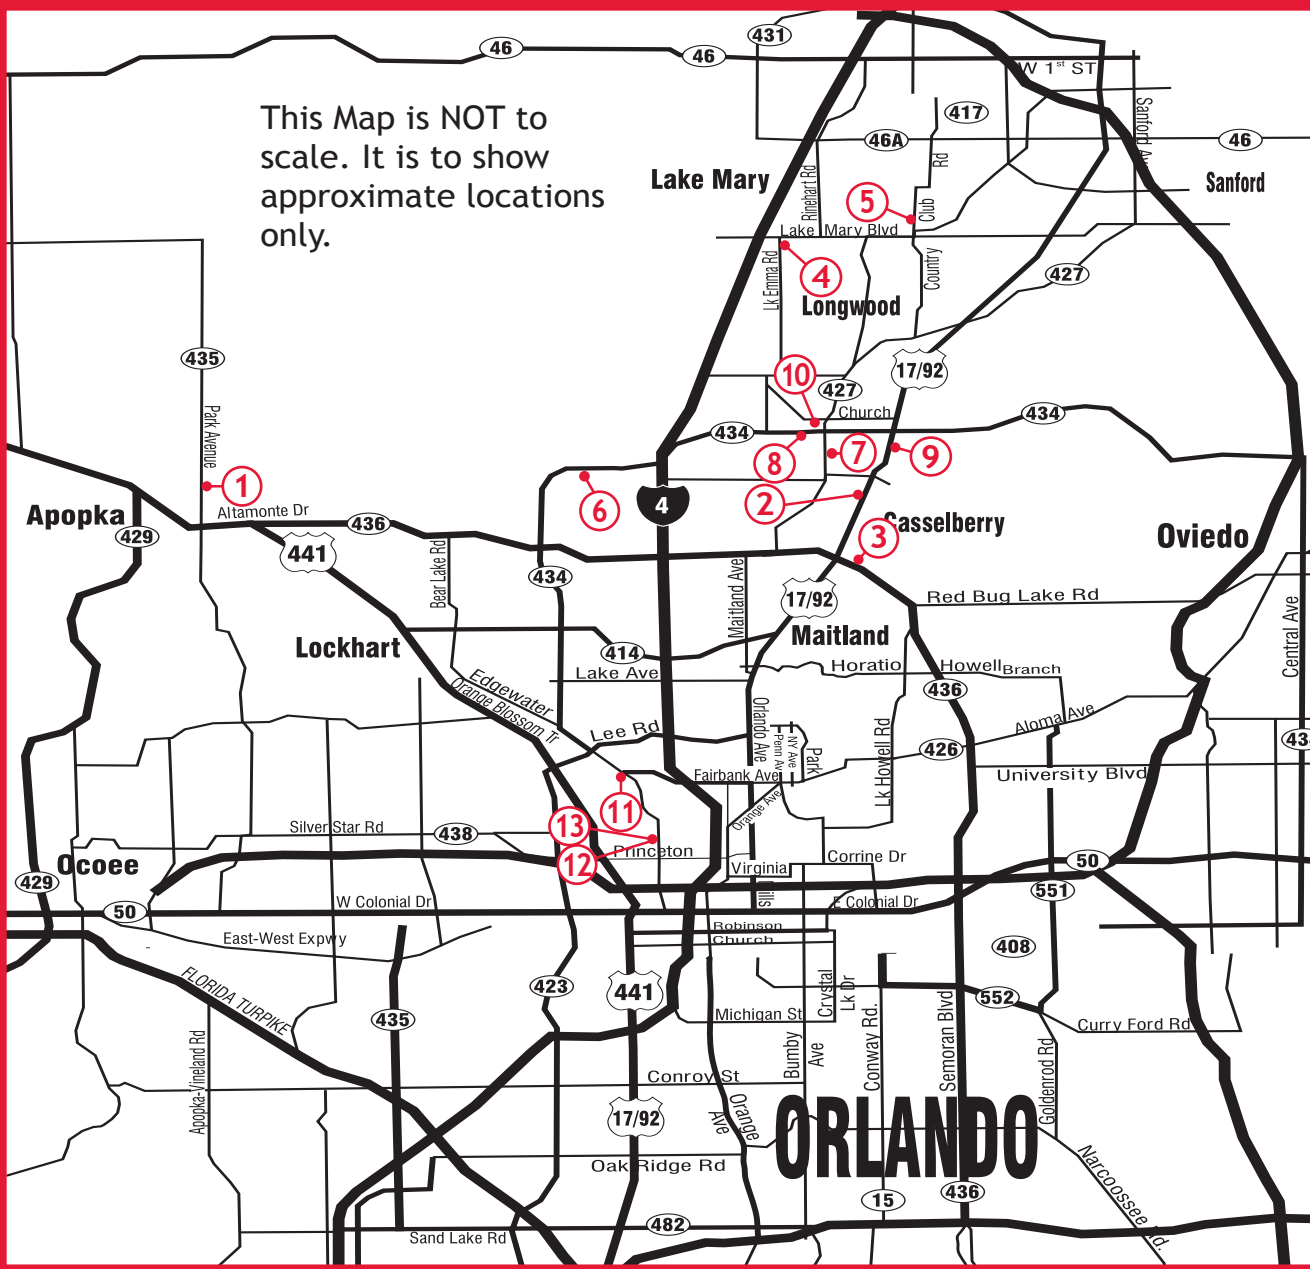 431
46
46
W 1st ST
This Map is NOT to
scale. It is to show
approximate locations
only.
417
Sanford Av
46A
46
Rd
Lake Mary
Rinehart Rd
Sanford
5
Club
Lake Mary Blvd
Lk Emma Rd
4
Country
427
Longwood
435
17/92
10
427
Park Avenue
Church
434
434
7
9
8
1
6
2
4
Altamonte Dr
Apopka
436
Casselberry
429
3
Oviedo
441
Bear Lake Rd
434
Maitland Ave
17/92
Red Bug Lake Rd
Central Ave
Maitland
Lockhart
414
Lake Ave
Horatio
Howell
Branch
Edgewater
Orange Blossom Tr
436
Orlando Ave
Lee Rd
NY Ave
Penn Av
Park
Lk Howell Rd
Aloma Ave
426
434
Fairbank Ave
University Blvd
11
Orange Ave
13
Silver Star Rd
438
Princeton
12
Virginia
Corrine Dr
50
Ocoee
429
551
Mills
W Colonial Dr
E Colonial Dr
50
Robinson
Church
East-West Expwy
408
FLORIDA TURPIKE
423
441
Crystal
Lk Dr
552
435
Michigan St
Curry Ford Rd
Apopka-Vineland Rd
Bumby
Ave
Conway Rd.
Semoran Blvd
Goldenrod Rd
Conroy St
17/92
Orange
Ave
ORLANDO
Oak Ridge Rd
Narcoossee Rd.
15
436
482
Sand Lake Rd